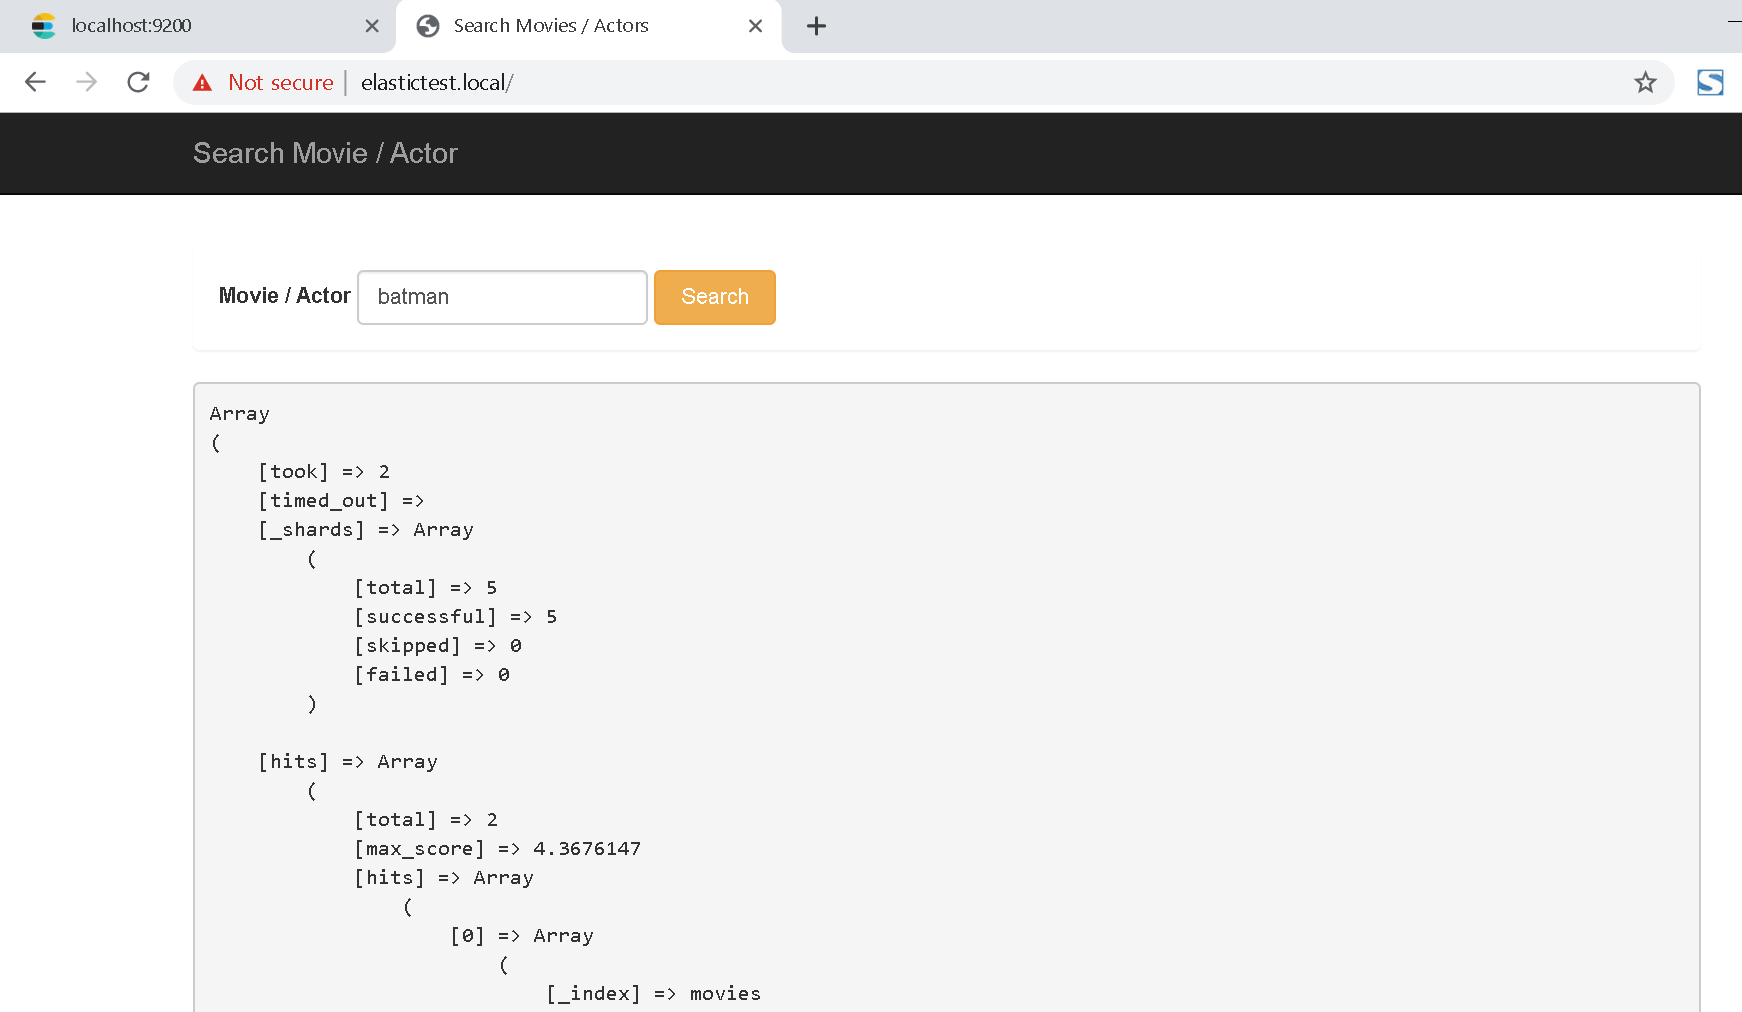 localhost:9200
Search Movies / Actors
Not secure
elastictest.local/
Search Movie / Actor
Movie / Actor batman Search
Array
(
    [took] => 2
    [timed_out] =>
    [_shards] => Array
        (
            [total] => 5
            [successful] => 5
            [skipped] => 0
            [failed] => 0
        )

    [hits] => Array
        (
            [total] => 2
            [max_score] => 4.3676147
            [hits] => Array
                (
                    [0] => Array
                        (
                            [_index] => movies